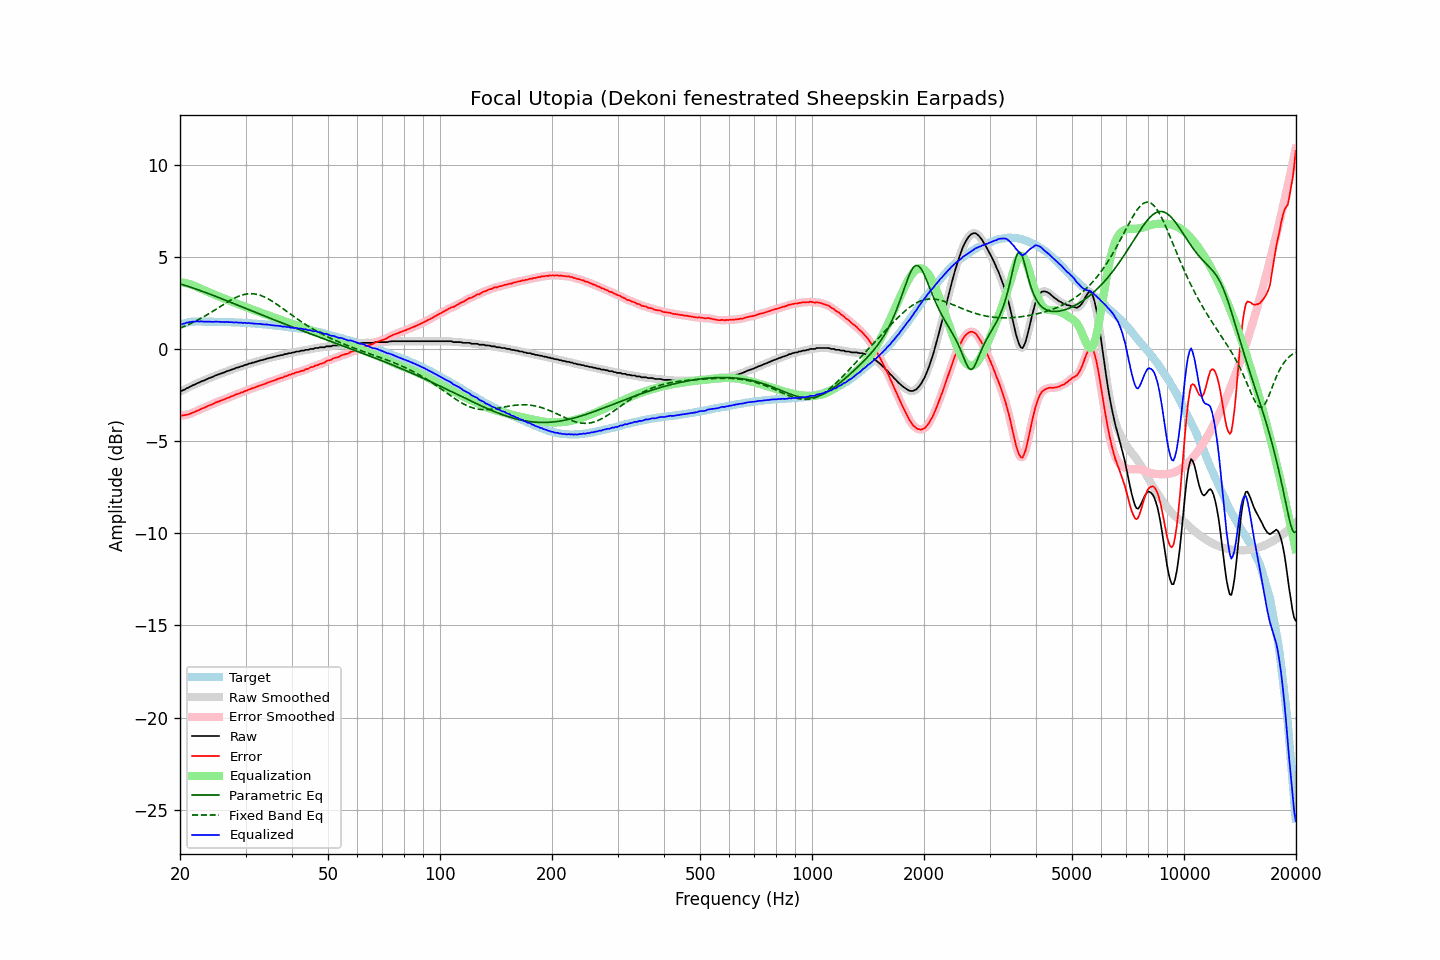 Focal Utopia (Dekoni fenestrated Sheepskin Earpads)
10
5
0
−5
−10
−15
−20
−25
Amplitude (dBr)
Target
Raw Smoothed
Error Smoothed
Raw
Error
Equalization
Parametric Eq
Fixed Band Eq
Equalized
20 50 100 200 500 1000 2000 5000 10000 20000
Frequency (Hz)